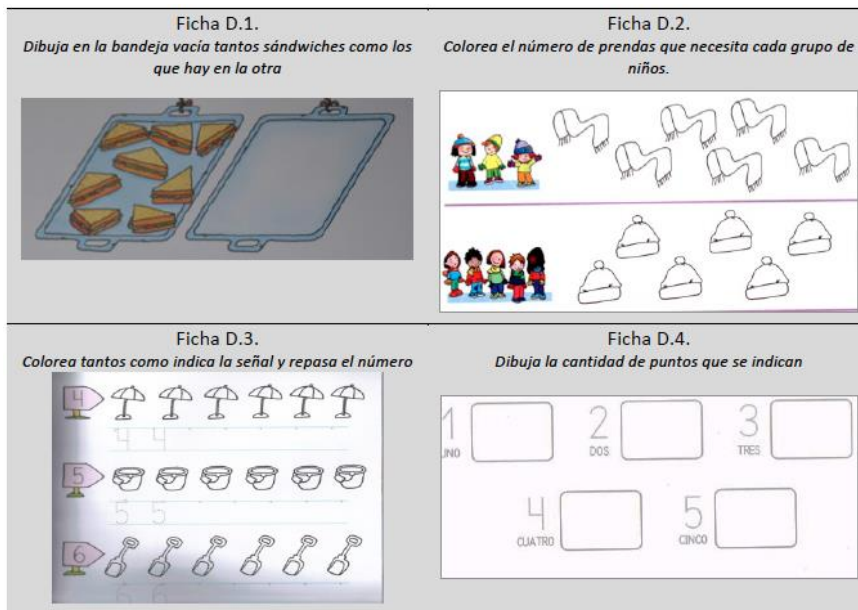 Ficha D.1.
Dibuja en la bandeja vacía tantos sándwiches como los
que hay en la otra
Ficha D.2.
Colorea el número de prendas que necesita cada grupo de
niños.
Ficha D.3.
Colorea tantos como indica la señal y repasa el número
4
4 4
5
5 5
6
6 6
Ficha D.4.
Dibuja la cantidad de puntos que se indican
1 2 3
UNO DOS TRES
4 5
CUATRO CINCO